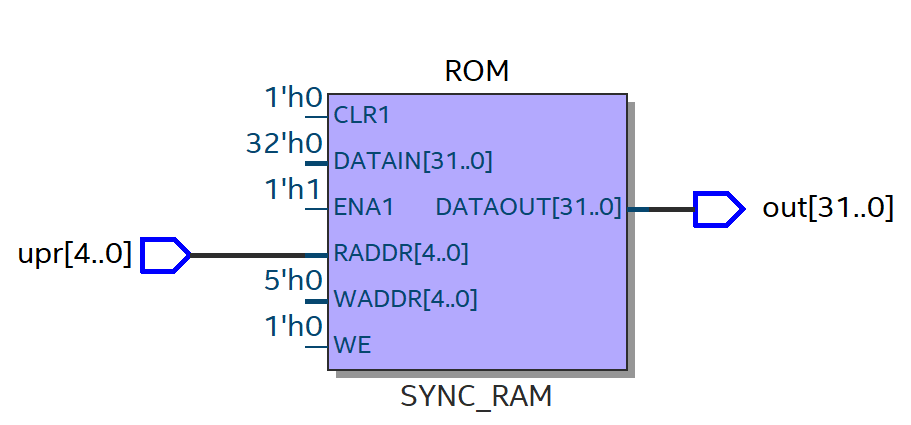 ROM
1'h0
CLR1
32'h0
DATAIN[31..0]
1'h1
ENA1
DATAOUT[31..0]
out[31..0]
upr[4..0]
RADDR[4..0]
5'h0
WADDR[4..0]
1'h0
WE
SYNC_RAM